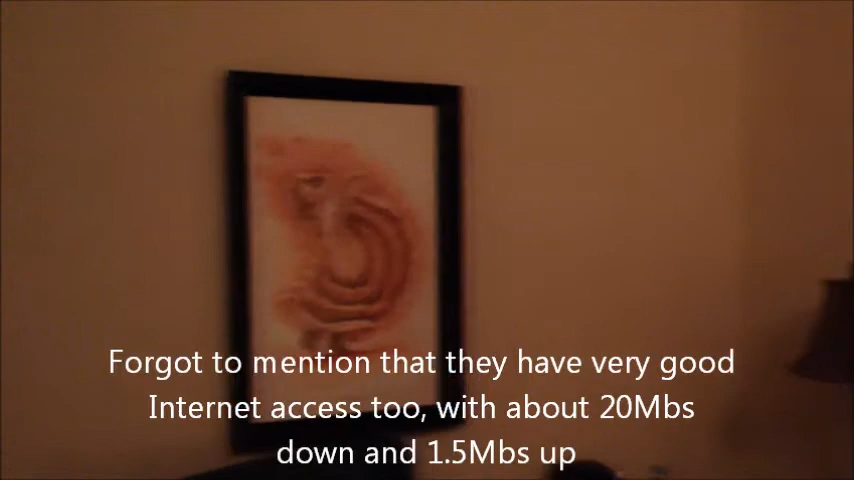 Forgot to mention that they have very good
Internet access too, with about 20Mbs
down and 1.5Mbs up